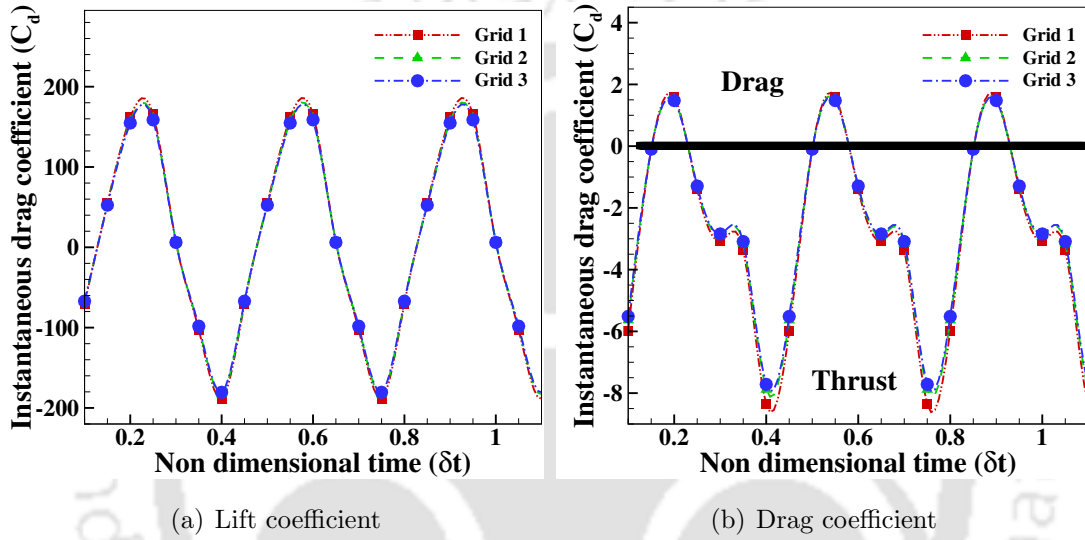 Instantaneous drag coefficient (C_d)
200
100
0
-100
-200
0.2 0.4 0.6 0.8 1
Non dimensional time (δt)
Grid 1
Grid 2
Grid 3
(a) Lift coefficient
Instantaneous drag coefficient (C_d)
4
2
0
-2
-4
-6
-8
0.2 0.4 0.6 0.8 1
Non dimensional time (δt)
Grid 1
Grid 2
Grid 3
Drag
Thrust
(b) Drag coefficient